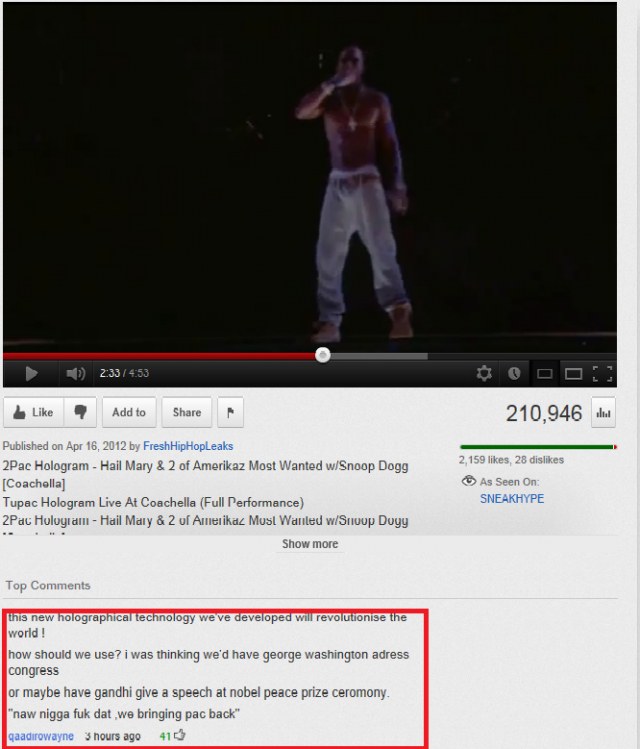 2:33 / 4:53
Like Add to Share 210,946
Published on Apr 16, 2012 by FreshHipHopLeaks
2Pac Hologram - Hail Mary & 2 of Amerikaz Most Wanted w/Snoop Dogg
[Coachella]
Tupac Hologram Live At Coachella (Full Performance)
2Pac Hologram - Hail Mary & 2 of Amerikaz Most Wanted w/Snoop Dogg
2,159 likes, 28 dislikes
As Seen On:
SNEAKHYPE
Show more
Top Comments
this new holographical technology we've developed will revolutionise the
world !
how should we use? i was thinking we'd have george washington adress
congress
or maybe have gandhi give a speech at nobel peace prize ceromony.
"naw nigga fuk dat ,we bringing pac back"
qaadirowayne 3 hours ago 41